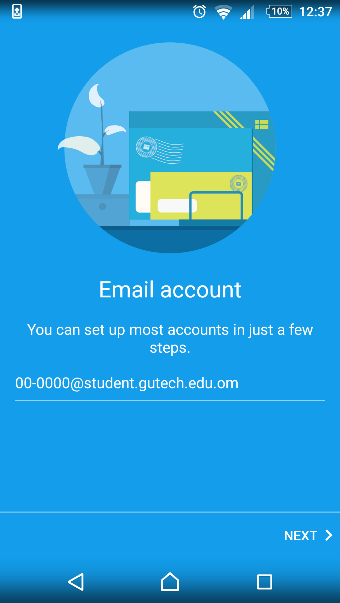 10% 12:37
Email account
You can set up most accounts in just a few
steps.
00-0000@student.gutech.edu.om
NEXT